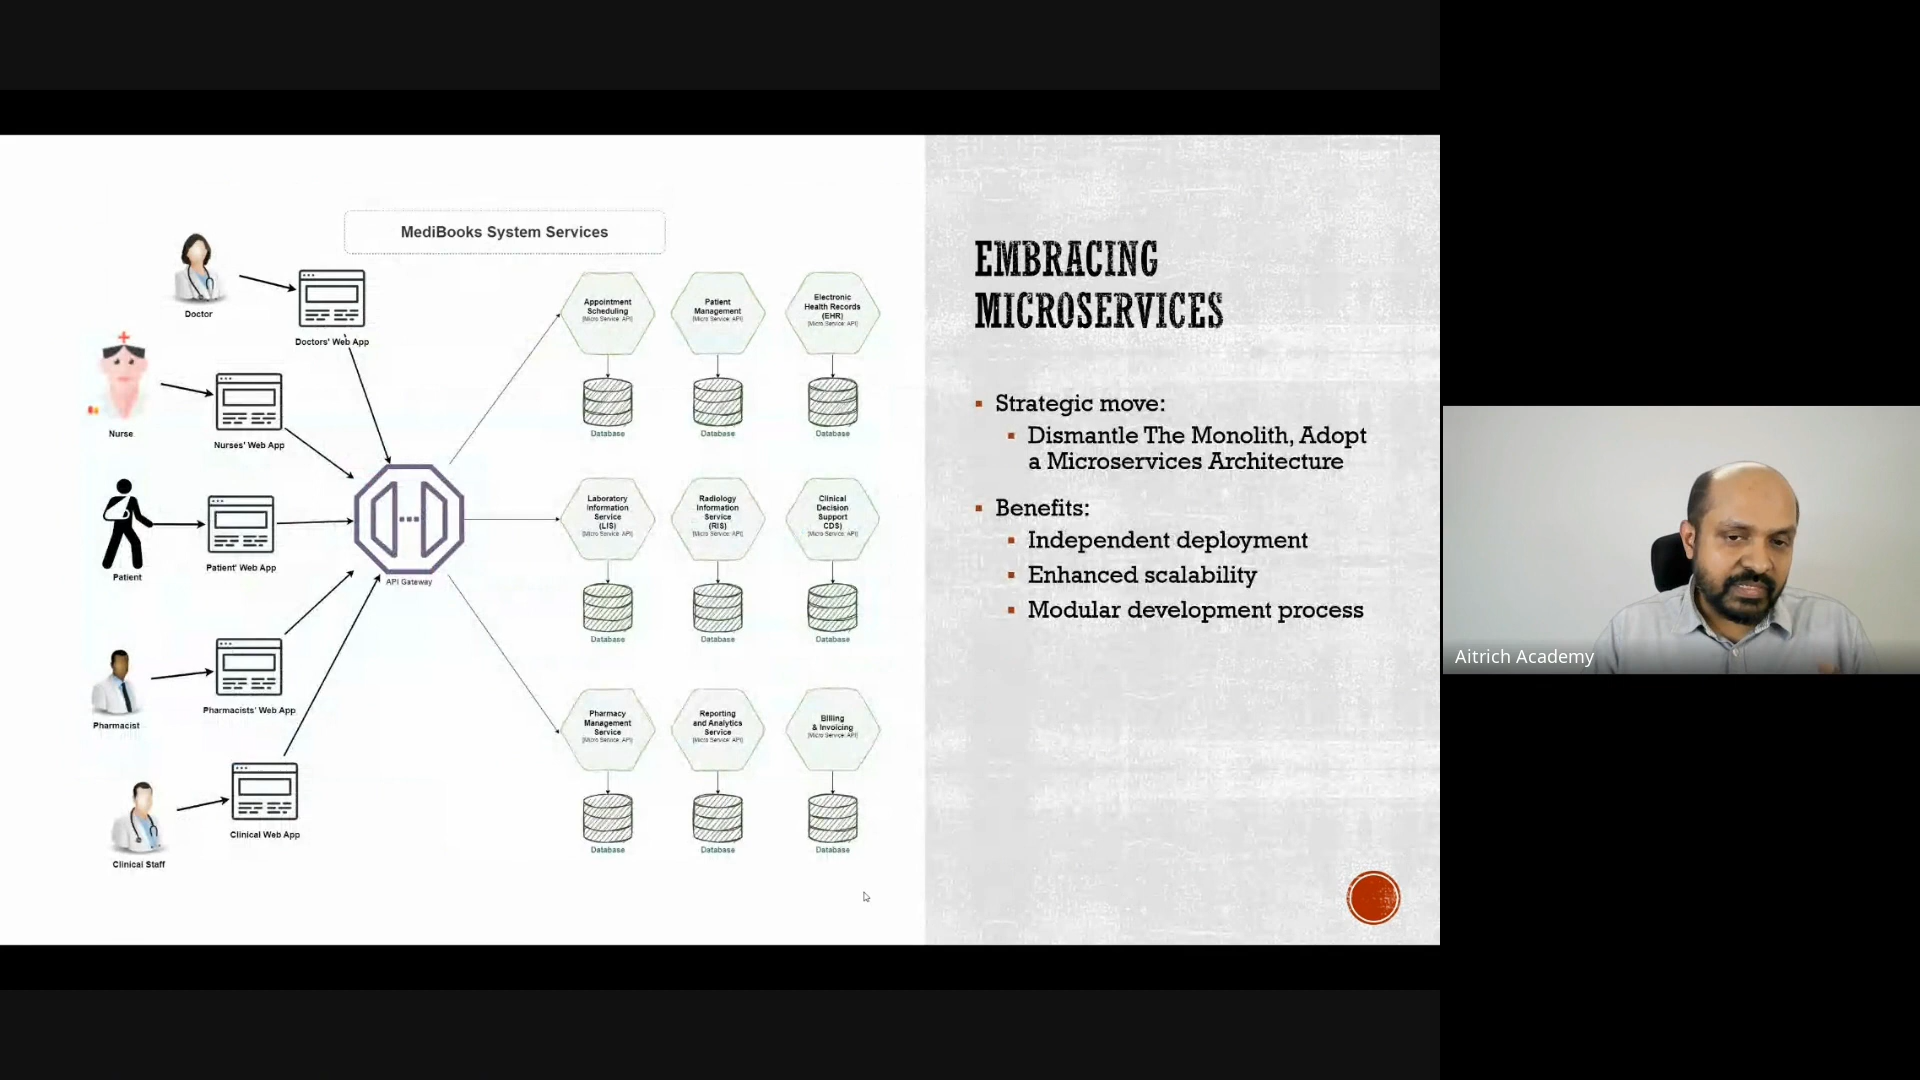 MediBooks System Services
Doctor
Doctors' Web App
Nurse
Nurses' Web App
Patient
Patient' Web App
Pharmacist
Pharmacists' Web App
Clinical Staff
Clinical Web App
API Gateway
Appointment
Scheduling
[Micro Service: API]
Database
Patient
Management
[Micro Service: API]
Database
Electronic
Health Records
(EHR)
[Micro Service: API]
Database
Laboratory
Information
Service
(LIS)
[Micro Service: API]
Database
Radiology
Information
Service
(RIS)
[Micro Service: API]
Database
Clinical
Decision
Support
CDS)
[Micro Service: API]
Database
Pharmacy
Management
Service
[Micro Service: API]
Database
Reporting
and Analytics
Service
[Micro Service: API]
Database
Billing
& Invoicing
[Micro Service: API]
Database
EMBRACING
MICROSERVICES
Strategic move:
Dismantle The Monolith, Adopt
a Microservices Architecture
Benefits:
Independent deployment
Enhanced scalability
Modular development process
Aitrich Academy